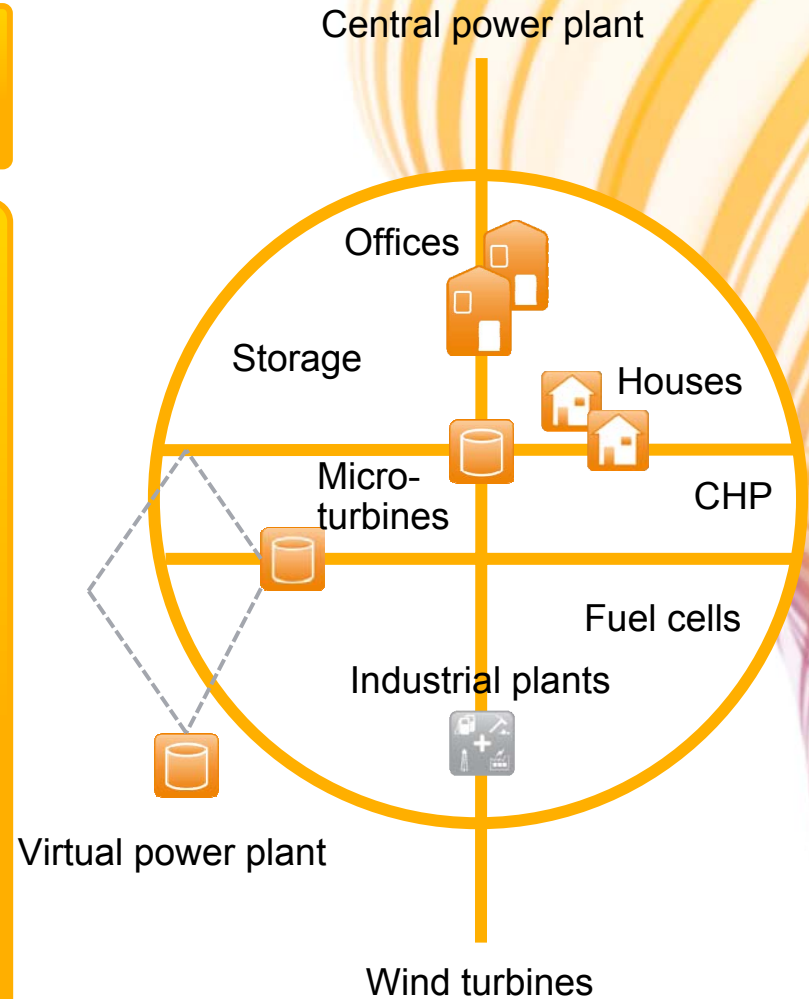 Central power plant
Offices
Storage
Houses
Micro-
turbines
CHP
Fuel cells
Industrial plants
Virtual power plant
Wind turbines